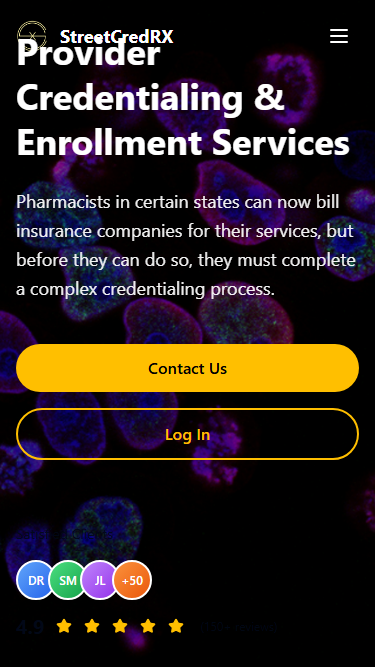 StreetCredRX
Provider
Credentialing &
Enrollment Services
Pharmacists in certain states can now bill
insurance companies for their services, but
before they can do so, they must complete
a complex credentialing process.
Contact Us
Log In
DR SM JL +50
4.9